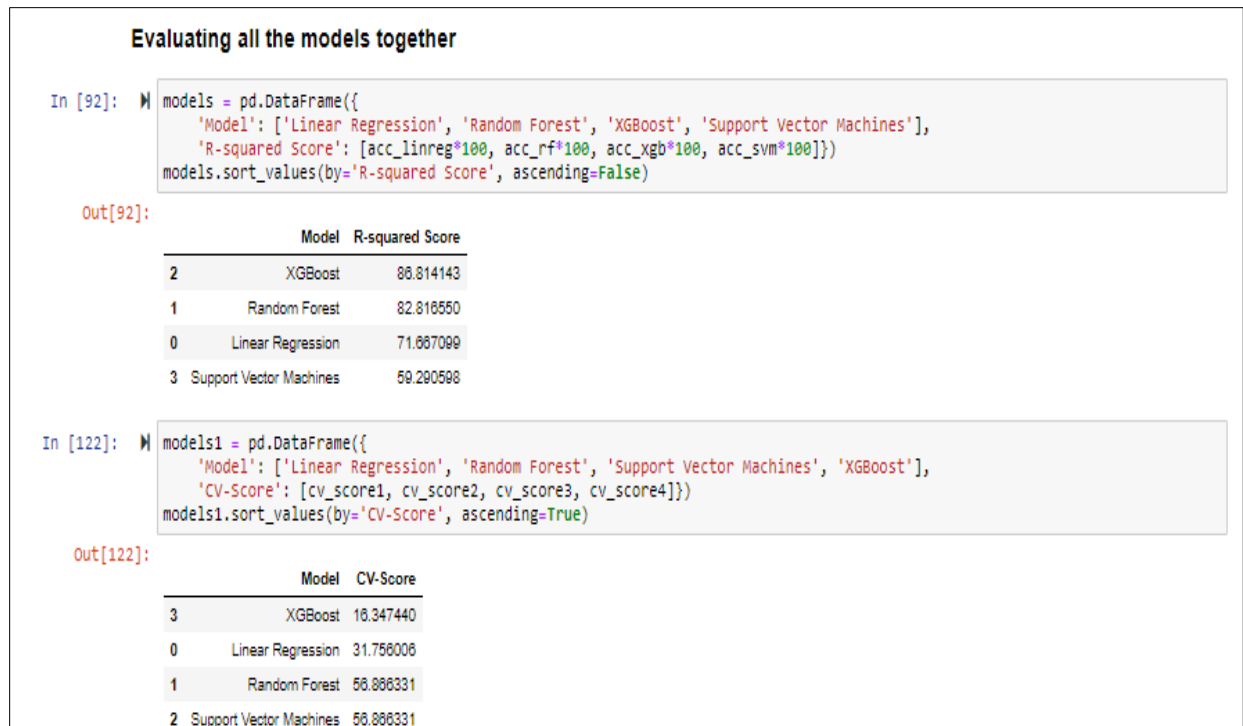 Evaluating all the models together
In [92]: models = pd.DataFrame({
'Model': ['Linear Regression', 'Random Forest', 'XGBoost', 'Support Vector Machines'],
'R-squared Score': [acc_linreg*100, acc_rf*100, acc_xgb*100, acc_svm*100]})
models.sort_values(by='R-squared Score', ascending=False)
Out[92]:
Model R-squared Score
2 XGBoost 86.814143
1 Random Forest 82.816550
0 Linear Regression 71.667099
3 Support Vector Machines 59.290598
In [122]: models1 = pd.DataFrame({
'Model': ['Linear Regression', 'Random Forest', 'Support Vector Machines', 'XGBoost'],
'CV-Score': [cv_score1, cv_score2, cv_score3, cv_score4]})
models1.sort_values(by='CV-Score', ascending=True)
Out[122]:
Model CV-Score
3 XGBoost 16.347440
0 Linear Regression 31.756006
1 Random Forest 56.866331
2 Support Vector Machines 56.866331